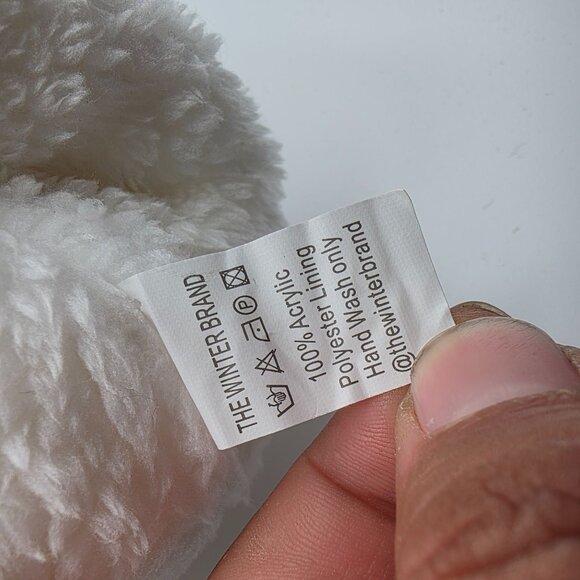 THE WINTER BRAND
P
100% Acrylic
Polyester Lining
Hand Wash only
@thewinterbrand